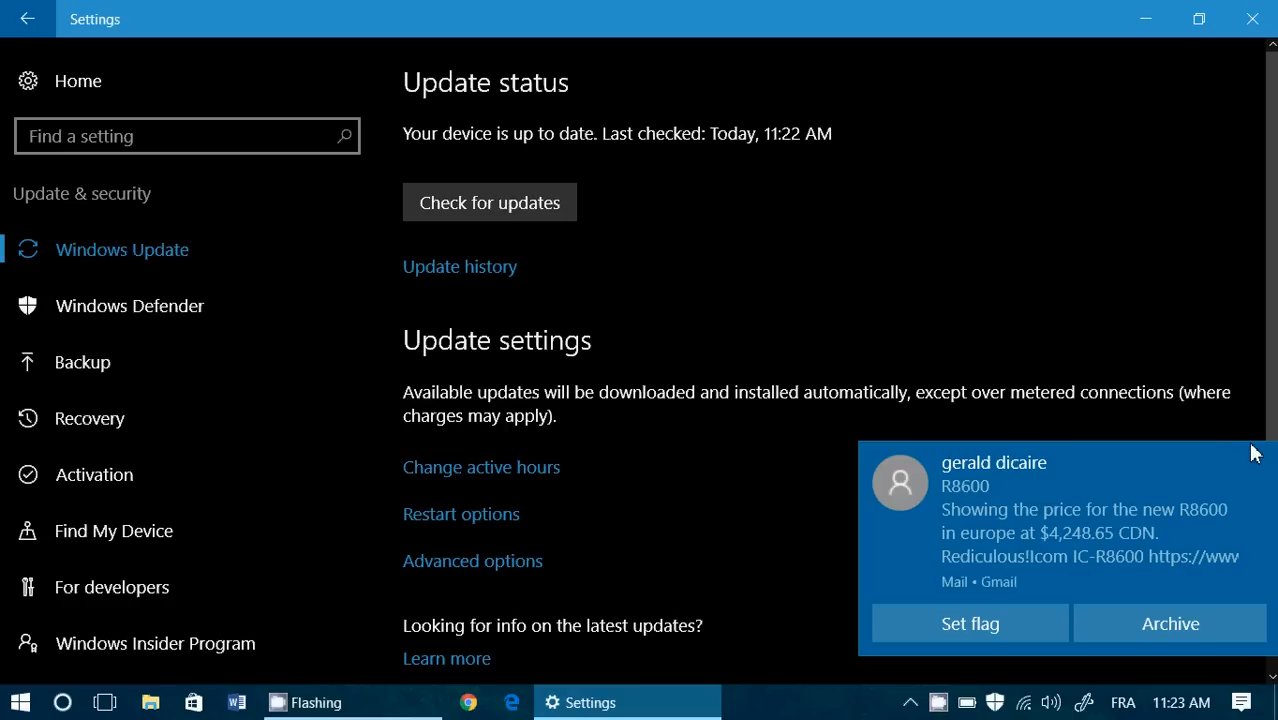 Settings
Home
Find a setting
Update & security
Windows Update
Windows Defender
Backup
Recovery
Activation
Find My Device
For developers
Windows Insider Program
Update status
Your device is up to date. Last checked: Today, 11:22 AM
Check for updates
Update history
Update settings
Available updates will be downloaded and installed automatically, except over metered connections (where
charges may apply).
Change active hours
Restart options
Advanced options
Looking for info on the latest updates?
Learn more
gerald dicaire
R8600
Showing the price for the new R8600
in europe at $4,248.65 CDN.
Rediculous!Icom IC-R8600 https://www
Mail • Gmail
Set flag
Archive
Flashing
Settings
FRA
11:23 AM